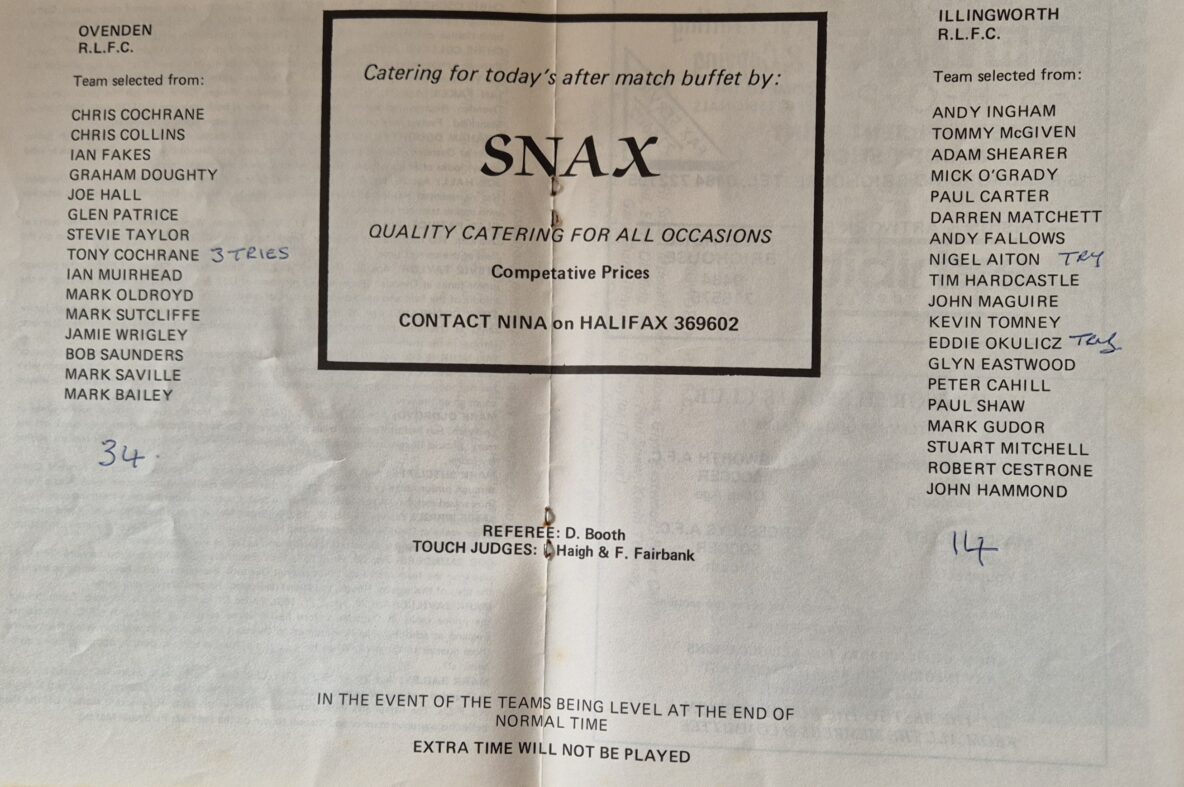 OVENDEN
R.L.F.C.
Team selected from:
CHRIS COCHRANE
CHRIS COLLINS
IAN FAKES
GRAHAM DOUGHTY
JOE HALL
GLEN PATRICE
STEVIE TAYLOR
TONY COCHRANE 3 TRIES
IAN MUIRHEAD
MARK OLDROYD
MARK SUTCLIFFE
JAMIE WRIGLEY
BOB SAUNDERS
MARK SAVILLE
MARK BAILEY
34.
Catering for today's after match buffet by:
SNAX
QUALITY CATERING FOR ALL OCCASIONS
Competative Prices
CONTACT NINA on HALIFAX 369602
REFEREE: D. Booth
TOUCH JUDGES: Haigh & F. Fairbank
IN THE EVENT OF THE TEAMS BEING LEVEL AT THE END OF
NORMAL TIME
EXTRA TIME WILL NOT BE PLAYED
ILLINGWORTH
R.L.F.C.
Team selected from:
ANDY INGHAM
TOMMY McGIVEN
ADAM SHEARER
MICK O'GRADY
PAUL CARTER
DARREN MATCHETT
ANDY FALLOWS
NIGEL AITON TRY
TIM HARDCASTLE
JOHN MAGUIRE
KEVIN TOMNEY
EDDIE OKULICZ Try
GLYN EASTWOOD
PETER CAHILL
PAUL SHAW
MARK GUDOR
STUART MITCHELL
ROBERT CESTRONE
JOHN HAMMOND
14